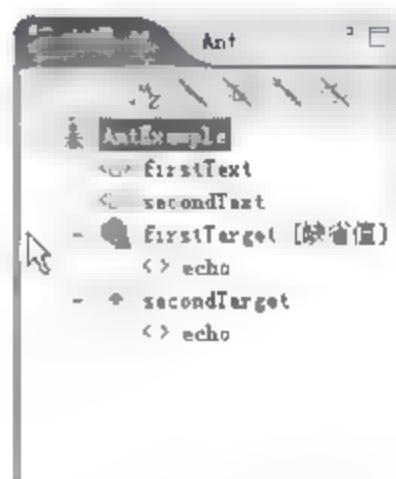 Ant
AntExample
firstText
secondText
firstTarget [缺省值]
echo
secondTarget
echo